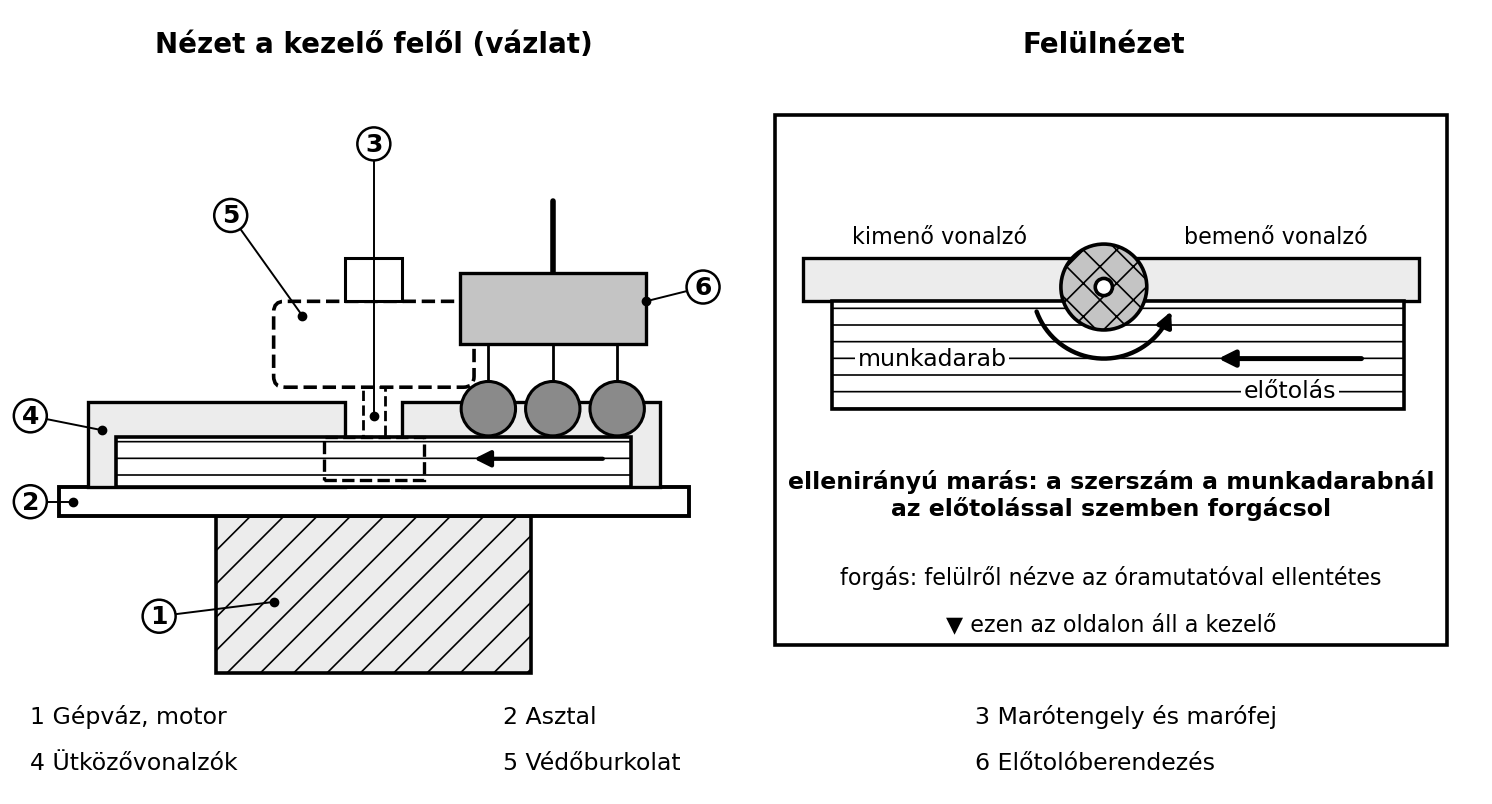 Nézet a kezelő felől (vázlat)
Felülnézet
3
5
6
4
2
1
kimenő vonalzó
bemenő vonalzó
munkadarab
előtolás
ellenirányú marás: a szerszám a munkadarabnál
az előtolással szemben forgácsol
forgás: felülről nézve az óramutatóval ellentétes
▼ ezen az oldalon áll a kezelő
1 Gépváz, motor
2 Asztal
3 Marótengely és marófej
4 Ütközővonalzók
5 Védőburkolat
6 Előtolóberendezés